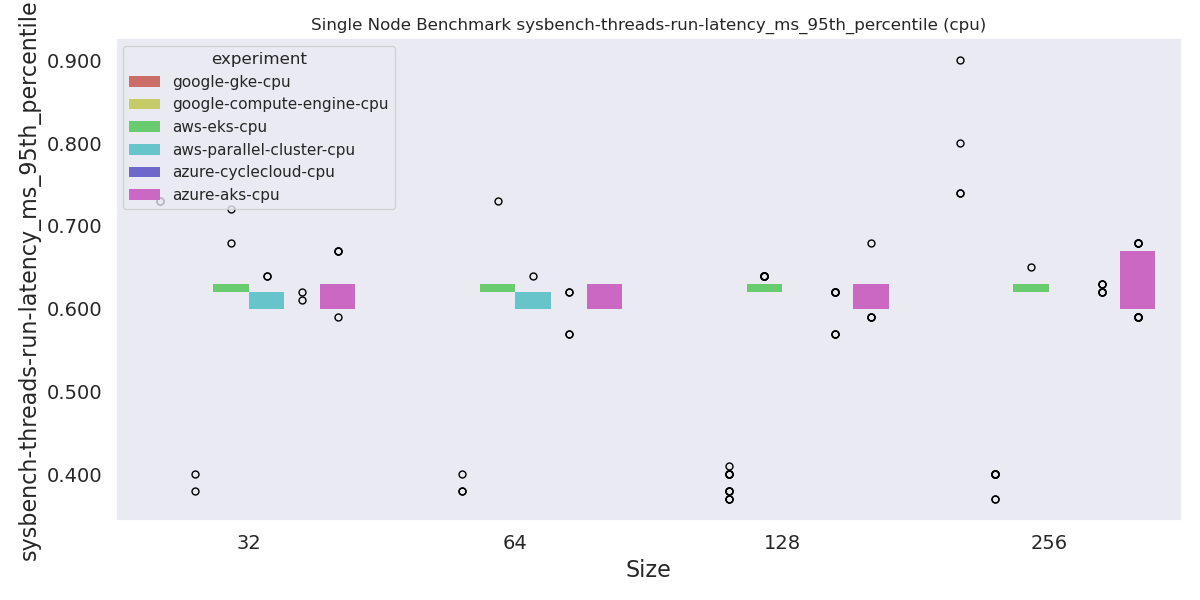 Single Node Benchmark sysbench-threads-run-latency_ms_95th_percentile (cpu)
sysbench-threads-run-latency_ms_95th_percentile
0.900
0.800
0.700
0.600
0.500
0.400
experiment
google-gke-cpu
google-compute-engine-cpu
aws-eks-cpu
aws-parallel-cluster-cpu
azure-cyclecloud-cpu
azure-aks-cpu
32 64 128 256
Size